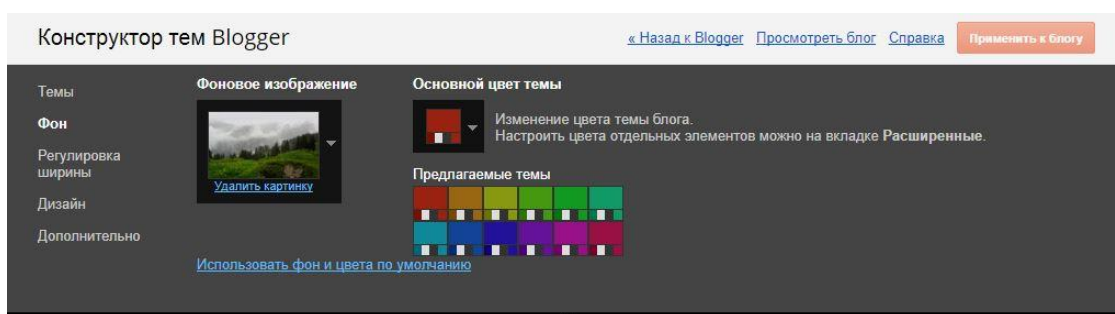 Конструктор тем Blogger
« Назад к Blogger Просмотреть блог Справка Применить к блогу
Темы
Фон
Регулировка
ширины
Дизайн
Дополнительно
Фоновое изображение
Удалить картинку
Использовать фон и цвета по умолчанию
Основной цвет темы
Изменение цвета темы блога.
Настроить цвета отдельных элементов можно на вкладке Расширенные.
Предлагаемые темы